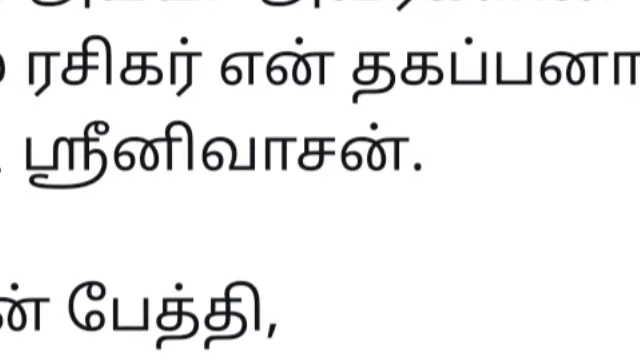 ரசிகர் என் தகப்பனா
ஸ்ரீனிவாசன்.
ன் பேத்தி,